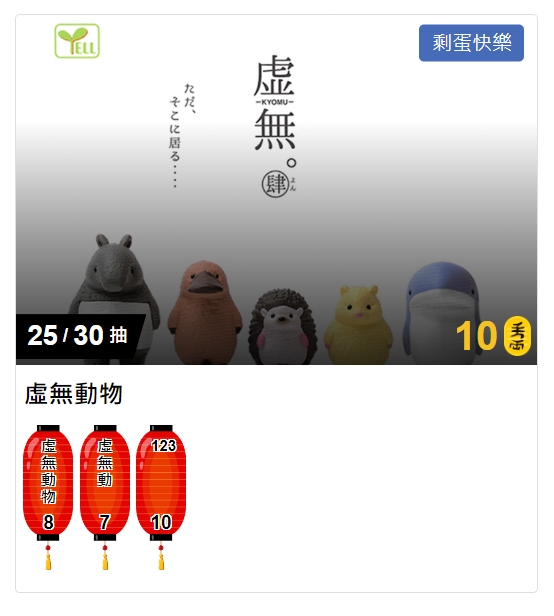 YELL
剩蛋快樂
虛
-KYOMU-
無。
肆
よん
ただ、
そこに居る‥‥
25 / 30 抽
10
虛無動物
虛無動物
8
虛無動
7
123
10